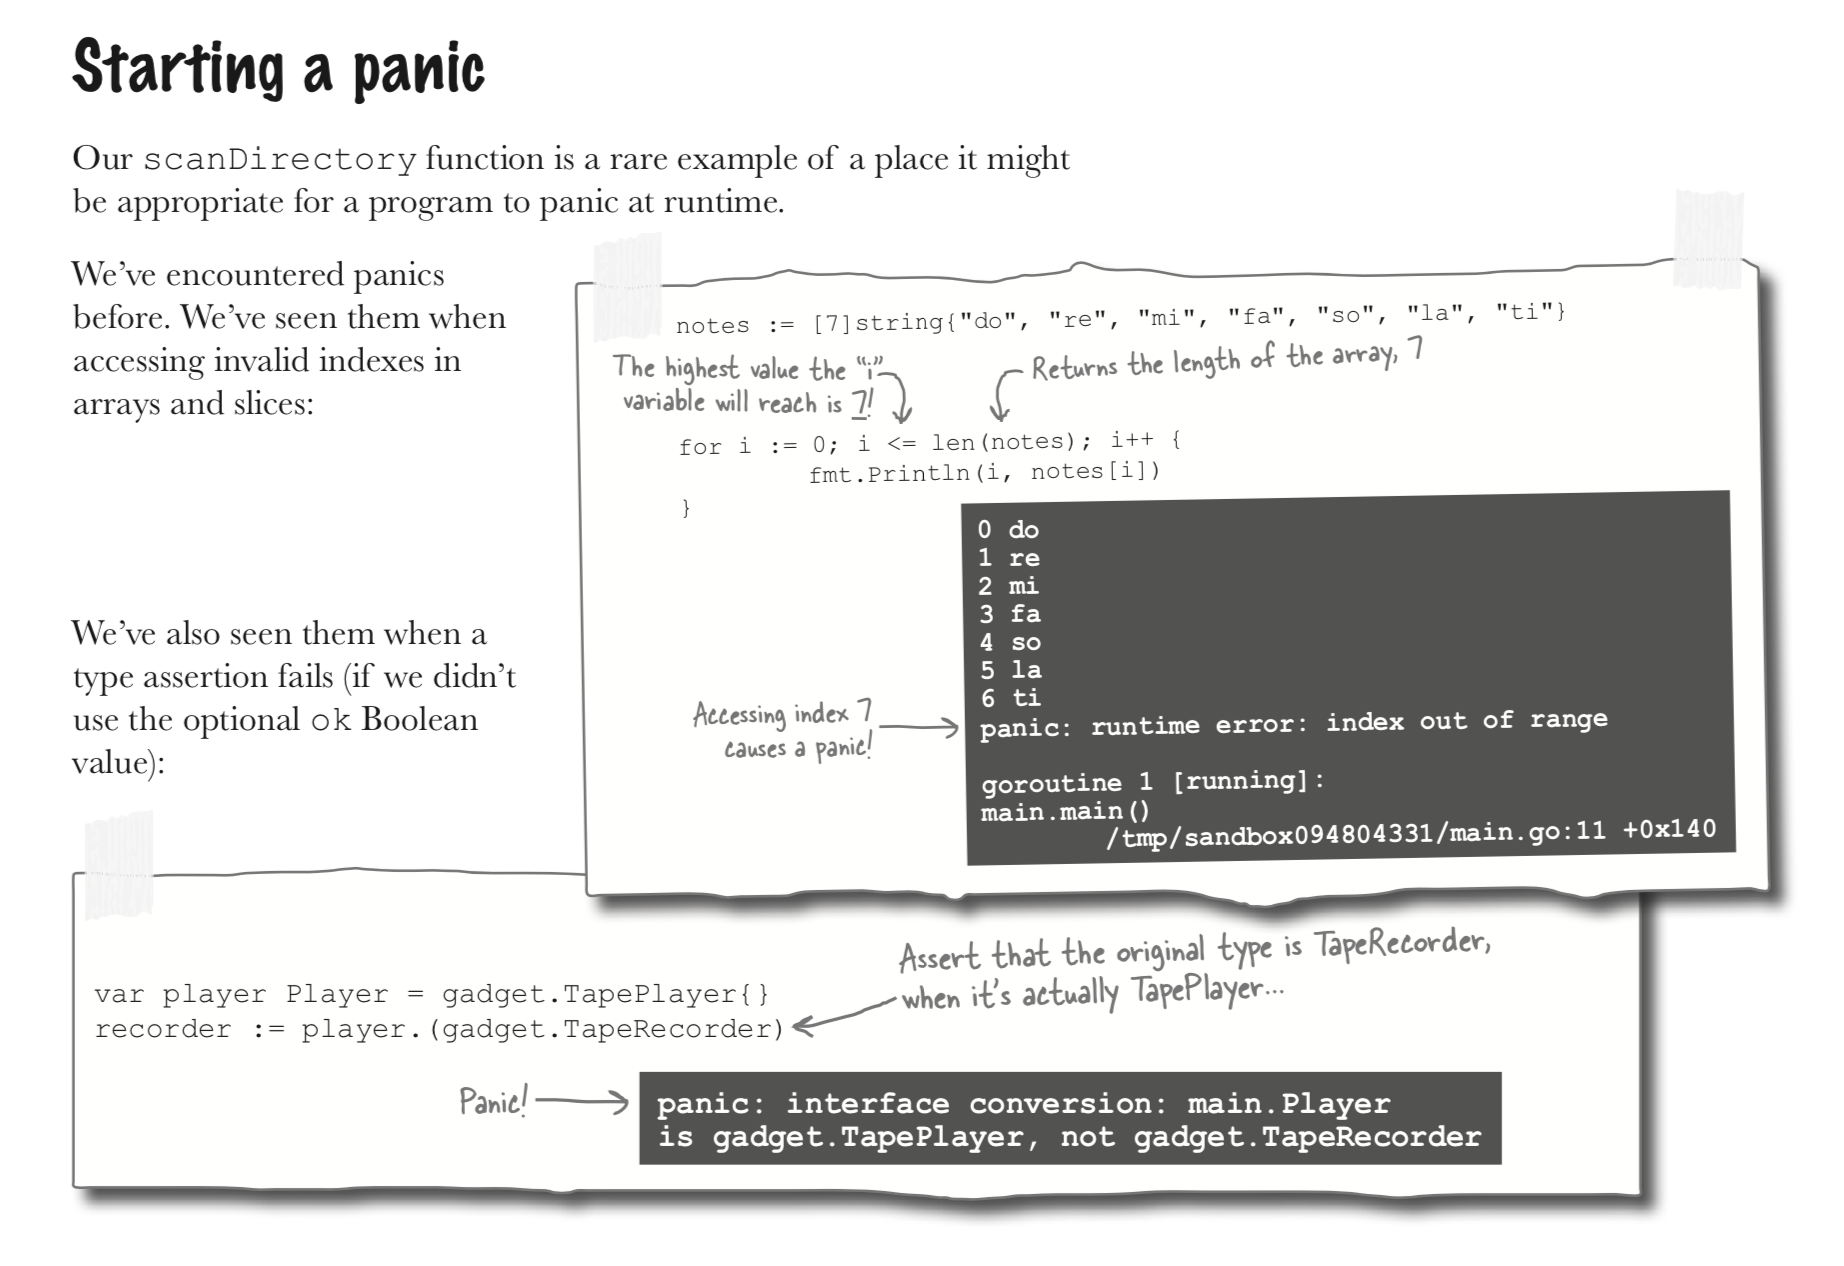 Starting a panic
Our scanDirectory function is a rare example of a place it might
be appropriate for a program to panic at runtime.
We've encountered panics
before. We've seen them when
accessing invalid indexes in
arrays and slices:
notes := [7]string{"do", "re", "mi", "fa", "so", "la", "ti"}
The highest value the "i"
variable will reach is 7!
Returns the length of the array, 7
for i := 0; i <= len(notes); i++ {
fmt.Println(i, notes[i])
}
0 do
1 re
2 mi
3 fa
4 so
5 la
6 ti
panic: runtime error: index out of range
goroutine 1 [running]:
main.main()
/tmp/sandbox094804331/main.go:11 +0x140
Accessing index 7
causes a panic!
We've also seen them when a
type assertion fails (if we didn't
use the optional ok Boolean
value):
var player Player = gadget.TapePlayer{}
recorder := player.(gadget.TapeRecorder)
Assert that the original type is TapeRecorder,
when it's actually TapePlayer...
Panic!
panic: interface conversion: main.Player
is gadget.TapePlayer, not gadget.TapeRecorder